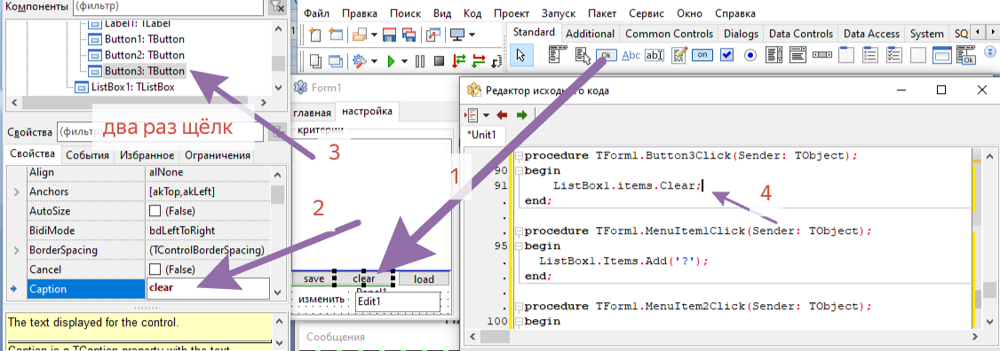 Компоненты (фильтр)
Label1: TLabel
Button1: TButton
Button2: TButton
Button3: TButton
ListBox1: TListBox
два раз щёлк
Свойства (фильтр)
Свойства События Избранное Ограничения
Align alNone
Anchors [akTop,akLeft]
AutoSize (False)
BidiMode bdLeftToRight
BorderSpacing (TControlBorderSpacing)
Cancel (False)
Caption clear
The text displayed for the control.
Caption is a TCaption property with the text
Файл Правка Поиск Вид Код Проект Запуск Пакет Сервис Окно Справка
Standard Additional Common Controls Dialogs Data Controls Data Access System SQ
Ok Abc abI on Ok
Form1
главная настройка
критерии
3
1
2
save clear load
Panel1
изменить Edit1
Сообщения
Редактор исходного кода
*Unit1
procedure TForm1.Button3Click(Sender: TObject);
90 begin
91 ListBox1.items.Clear;
4
. end;
.
. procedure TForm1.MenuItem1Click(Sender: TObject);
95 begin
. ListBox1.Items.Add('?');
. end;
.
. procedure TForm1.MenuItem2Click(Sender: TObject);
100 begin